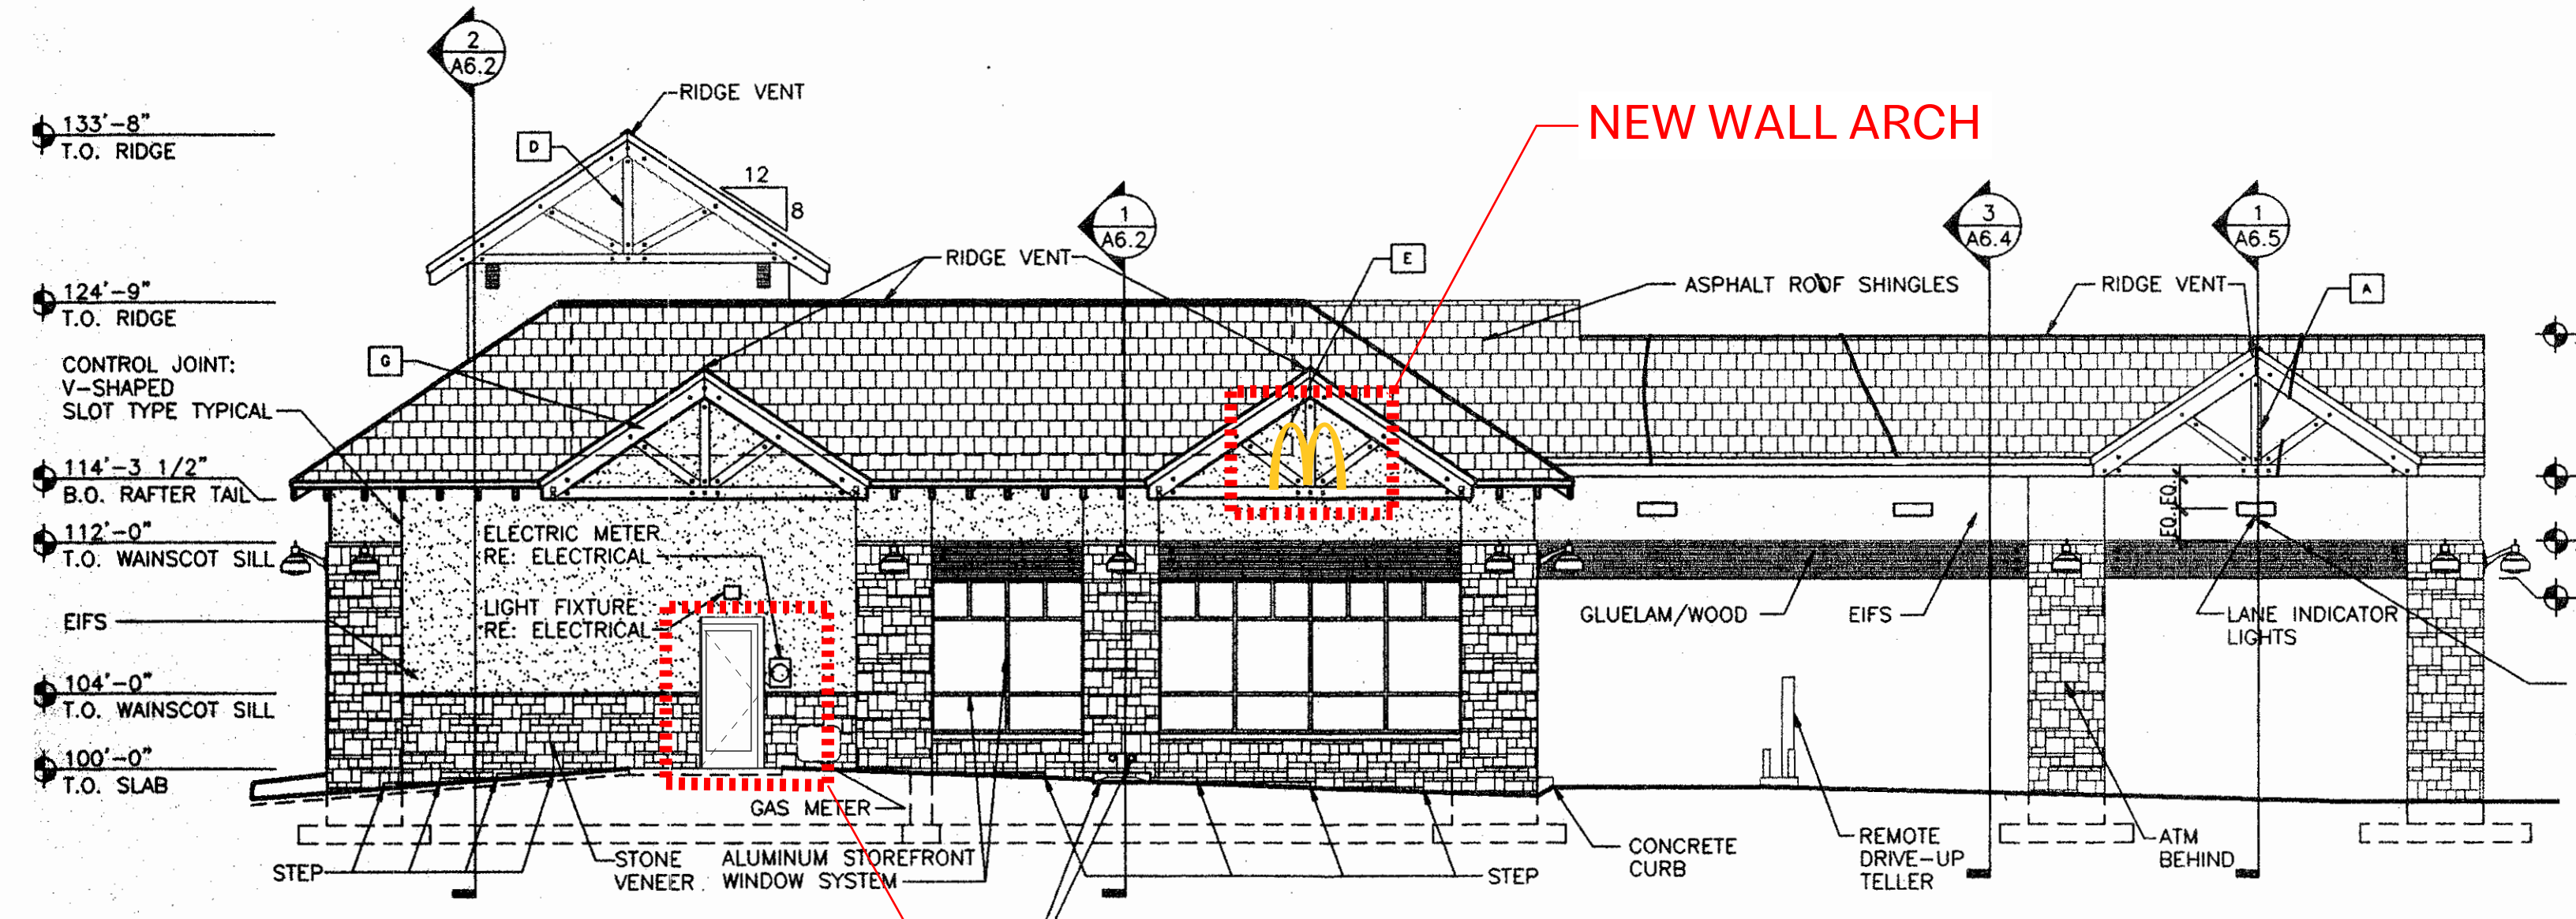 2
A6.2
RIDGE VENT
133'-8"
T.O. RIDGE
D
12
8
NEW WALL ARCH
1
A6.2
3
A6.4
1
A6.5
RIDGE VENT
E
ASPHALT ROOF SHINGLES
RIDGE VENT
A
124'-9"
T.O. RIDGE
CONTROL JOINT:
V-SHAPED
SLOT TYPE TYPICAL
G
114'-3 1/2"
B.O. RAFTER TAIL
EQ.
EQ.
112'-0"
T.O. WAINSCOT SILL
ELECTRIC METER
RE: ELECTRICAL
LIGHT FIXTURE
RE: ELECTRICAL
EIFS
GLUELAM/WOOD
EIFS
LANE INDICATOR
LIGHTS
104'-0"
T.O. WAINSCOT SILL
100'-0"
T.O. SLAB
GAS METER
STEP
STONE
VENEER
ALUMINUM STOREFRONT
WINDOW SYSTEM
STEP
CONCRETE
CURB
REMOTE
DRIVE-UP
TELLER
ATM
BEHIND